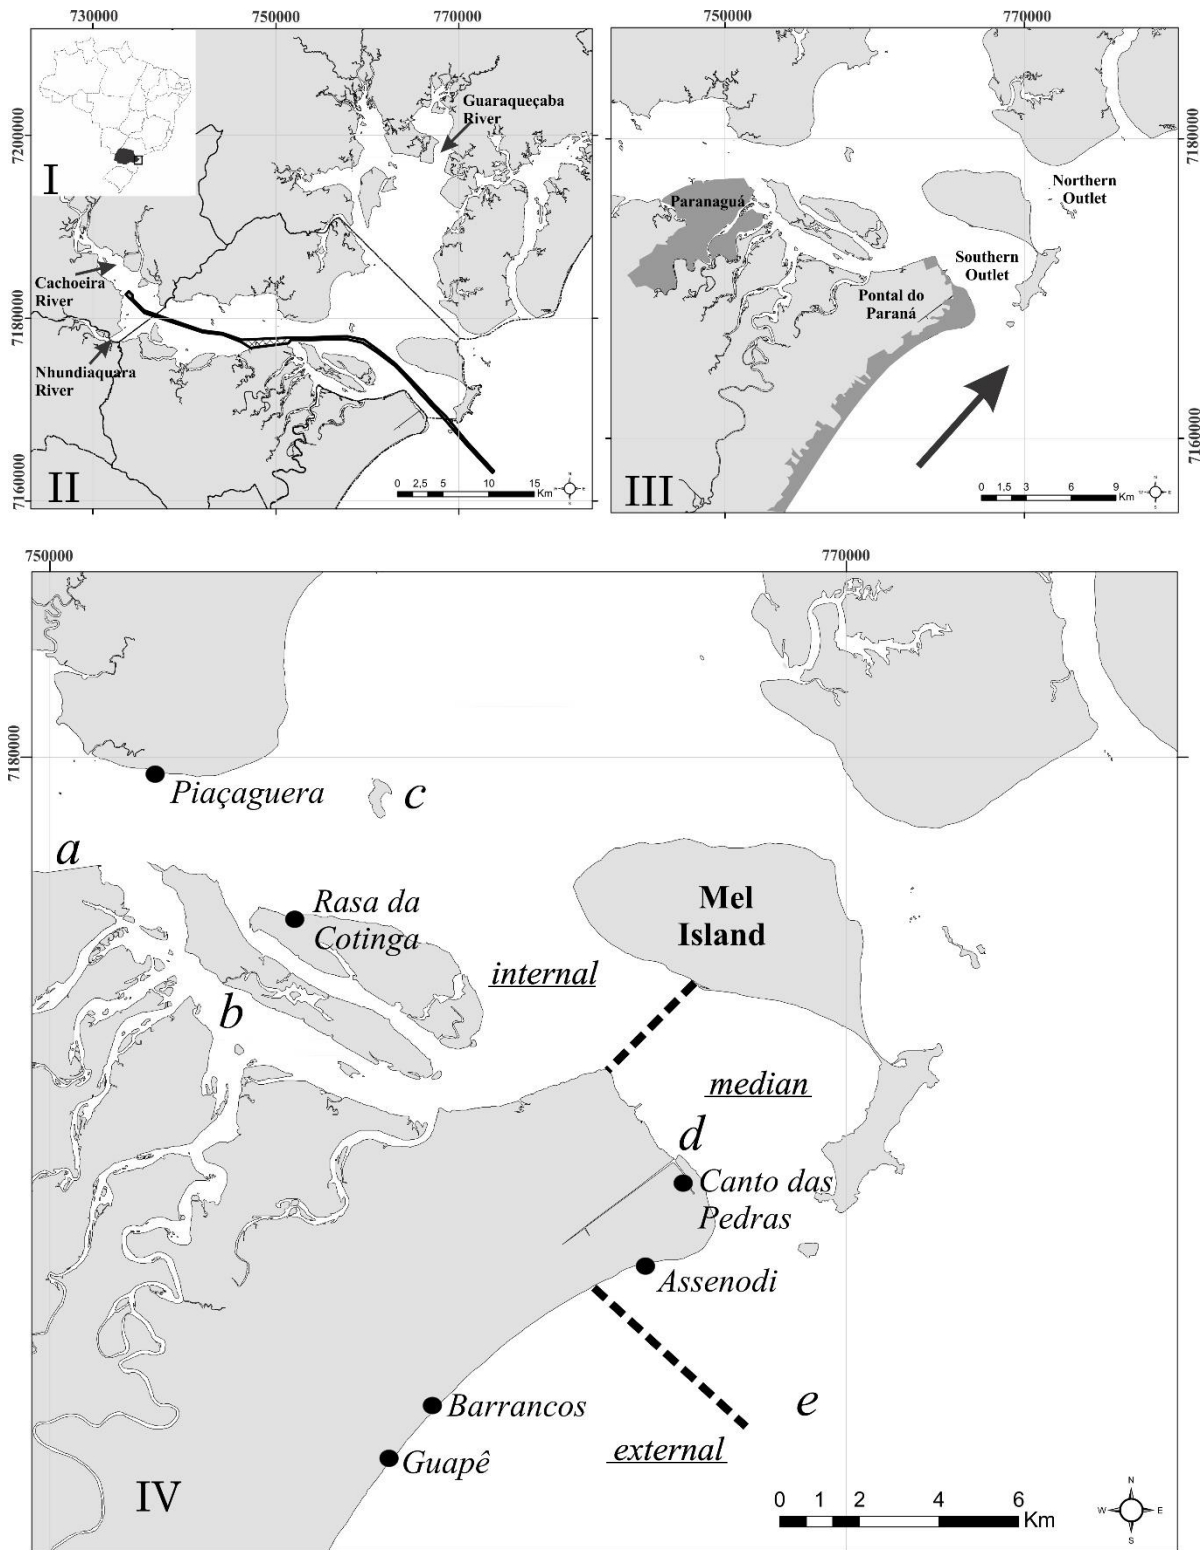 730000
750000
770000
7200000
7180000
7160000
I
Guaraqueçaba
River
Cachoeira
River
Nhundiaquara
River
II
0 2,5 5 10 15
Km
N
W E
S
750000
770000
7180000
7160000
Paranaguá
Northern
Outlet
Southern
Outlet
Pontal do
Paraná
III
0 1,5 3 6 9
Km
N
W E
S
750000
770000
7180000
Piaçaguera
c
a
Rasa da
Cotinga
Mel
Island
internal
b
median
d
Canto das
Pedras
Assenodi
e
Barrancos
external
Guapê
IV
0 1 2 4 6
Km
N
W E
S